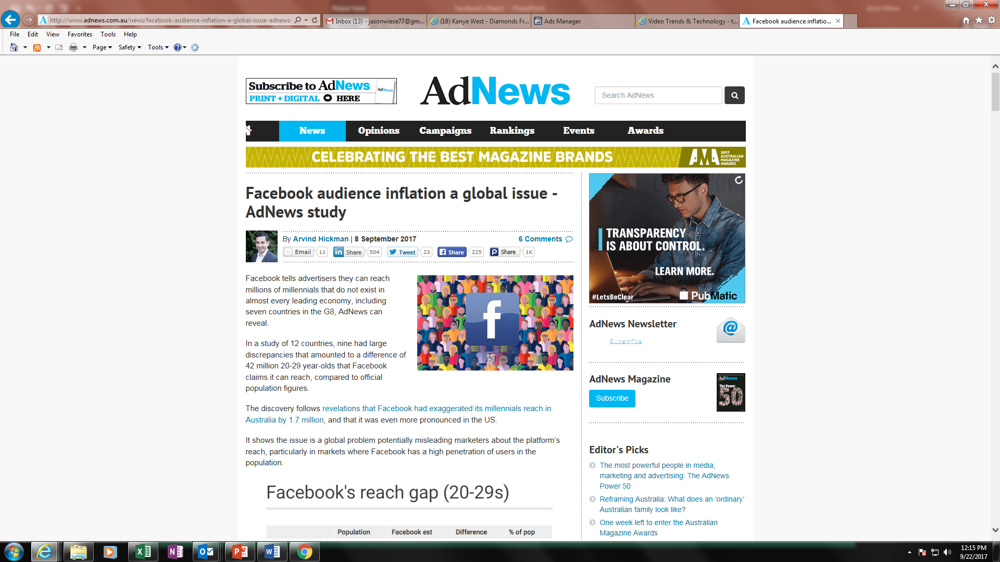 http://www.adnews.com.au/news/facebook-audience-inflation-a-global-issue-adnews-
Inbox (13) - jasonwiese77@gm...
(18) Kanye West - Diamonds Fr...
Ads Manager
Video Trends & Technology - t...
Facebook audience inflatio...
File Edit View Favorites Tools Help
Page Safety Tools
Subscribe to AdNews
PRINT + DIGITAL HERE
AdNews
AdNews
Search AdNews
News Opinions Campaigns Rankings Events Awards
CELEBRATING THE BEST MAGAZINE BRANDS
AMA
2017
AUSTRALIAN
MAGAZINE
AWARDS
Facebook audience inflation a global issue -
AdNews study
By Arvind Hickman | 8 September 2017
6 Comments
Email 11 in Share 504 Tweet 23 Share 225 Share 1K
Facebook tells advertisers they can reach
millions of millennials that do not exist in
almost every leading economy, including
seven countries in the G8, AdNews can
reveal.
In a study of 12 countries, nine had large
discrepancies that amounted to a difference of
42 million 20-29 year-olds that Facebook
claims it can reach, compared to official
population figures.
The discovery follows revelations that Facebook had exaggerated its millennials reach in
Australia by 1.7 million, and that it was even more pronounced in the US.
It shows the issue is a global problem potentially misleading marketers about the platform's
reach, particularly in markets where Facebook has a high penetration of users in the
population.
Facebook's reach gap (20-29s)
Population Facebook est Difference % of pop
TRANSPARENCY
IS ABOUT CONTROL.
LEARN MORE.
#LetsBeClear
PubMatic
AdNews Newsletter
Subscribe
AdNews Magazine
Subscribe
AdNews
The Power
50
Editor's Picks
The most powerful people in media,
marketing and advertising: The AdNews
Power 50
Reframing Australia: What does an ‘ordinary’
Australian family look like?
One week left to enter the Australian
Magazine Awards
12:15 PM
9/22/2017